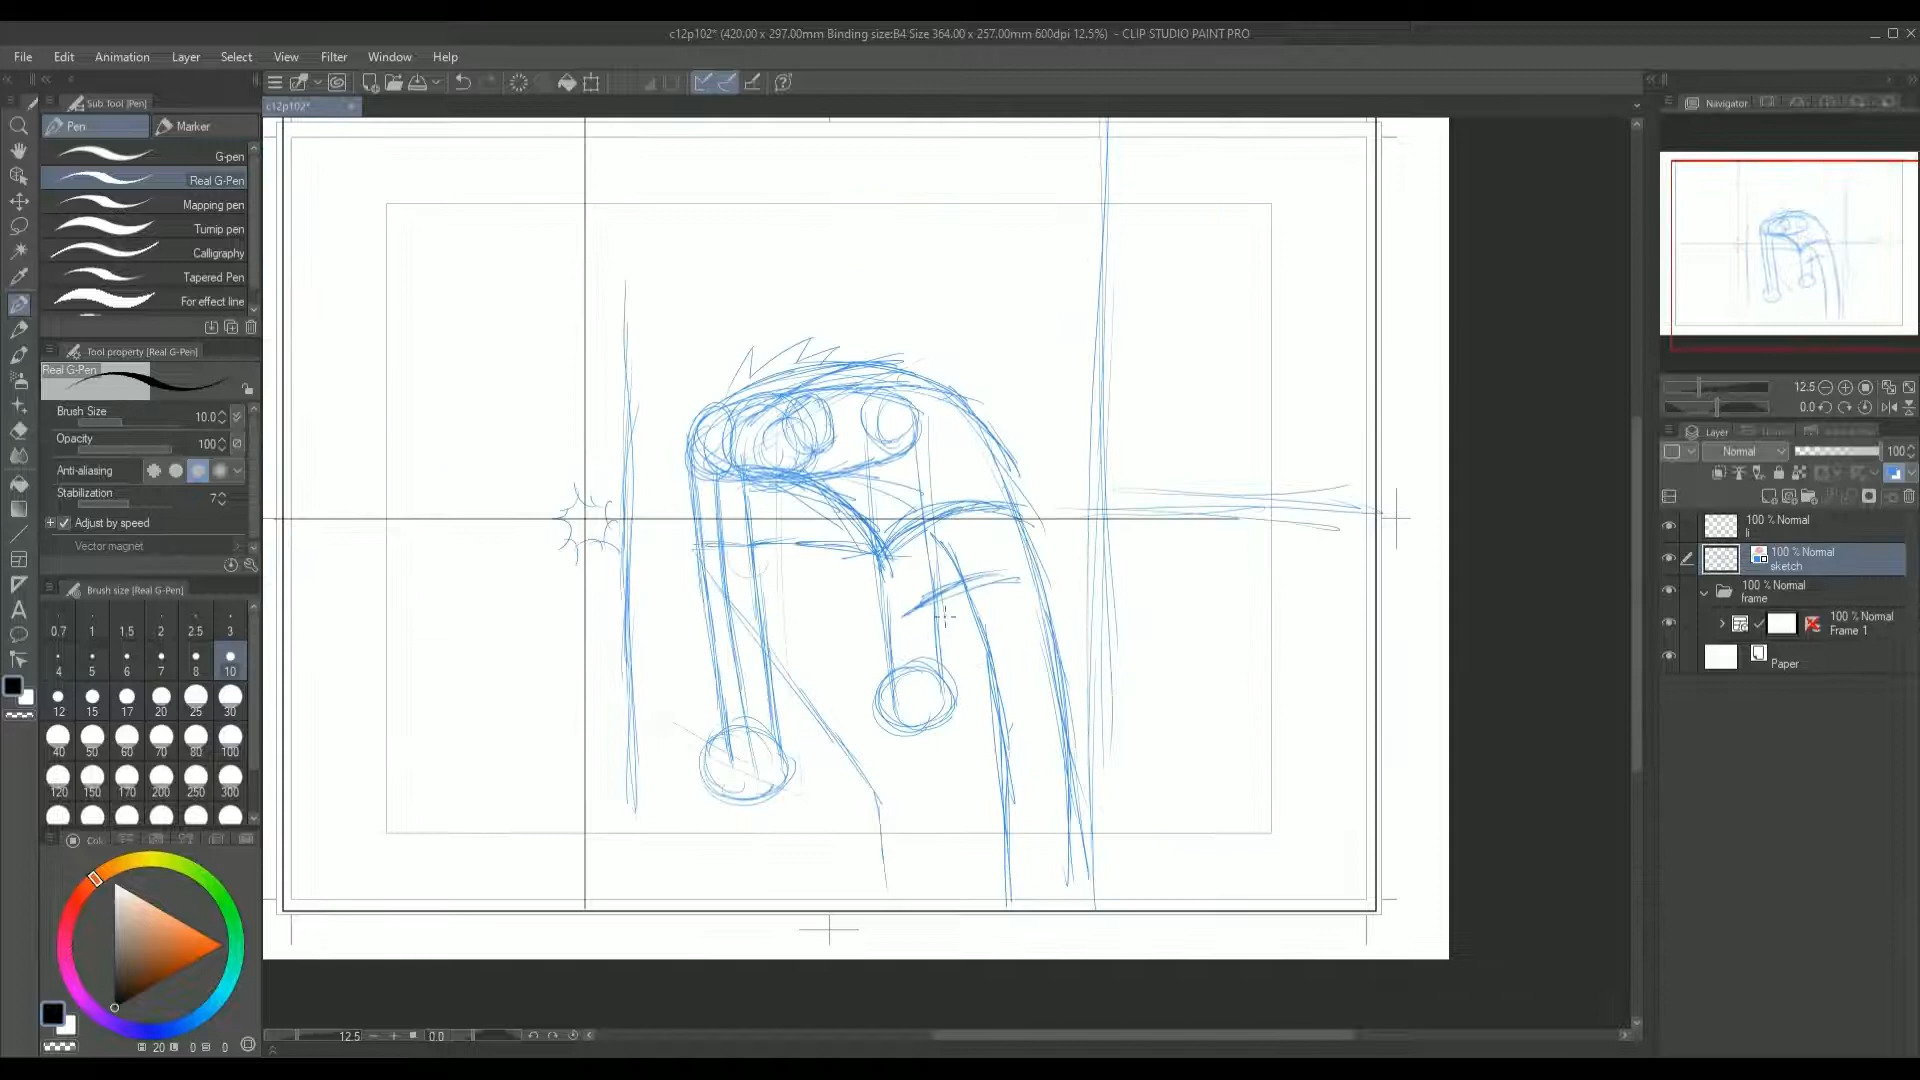 c12p102* (420.00 x 297.00mm Binding size:B4 Size 364.00 x 257.00mm 600dpi 12.5%) - CLIP STUDIO PAINT PRO
File Edit Animation Layer Select View Filter Window Help
Sub Tool [Pen]
c12p102*
Navigator
Pen
Marker
G-pen
Real G-Pen
Mapping pen
Turnip pen
Calligraphy
Tapered Pen
For effect line
Tool property [Real G-Pen]
Real G-Pen
Brush Size 10.0
Opacity 100
Anti-aliasing
Stabilization 7
Adjust by speed
Vector magnet
Brush size [Real G-Pen]
0.7 1 1.5 2 2.5 3
4 5 6 7 8 10
12 15 17 20 25 30
40 50 60 70 80 100
120 150 170 200 250 300
Col
20 0 0
12.5 0.0
12.5
0.0
Layer
Normal 100
100 % Normal
100 % Normal
sketch
100 % Normal
frame
100 % Normal
Frame 1
Paper